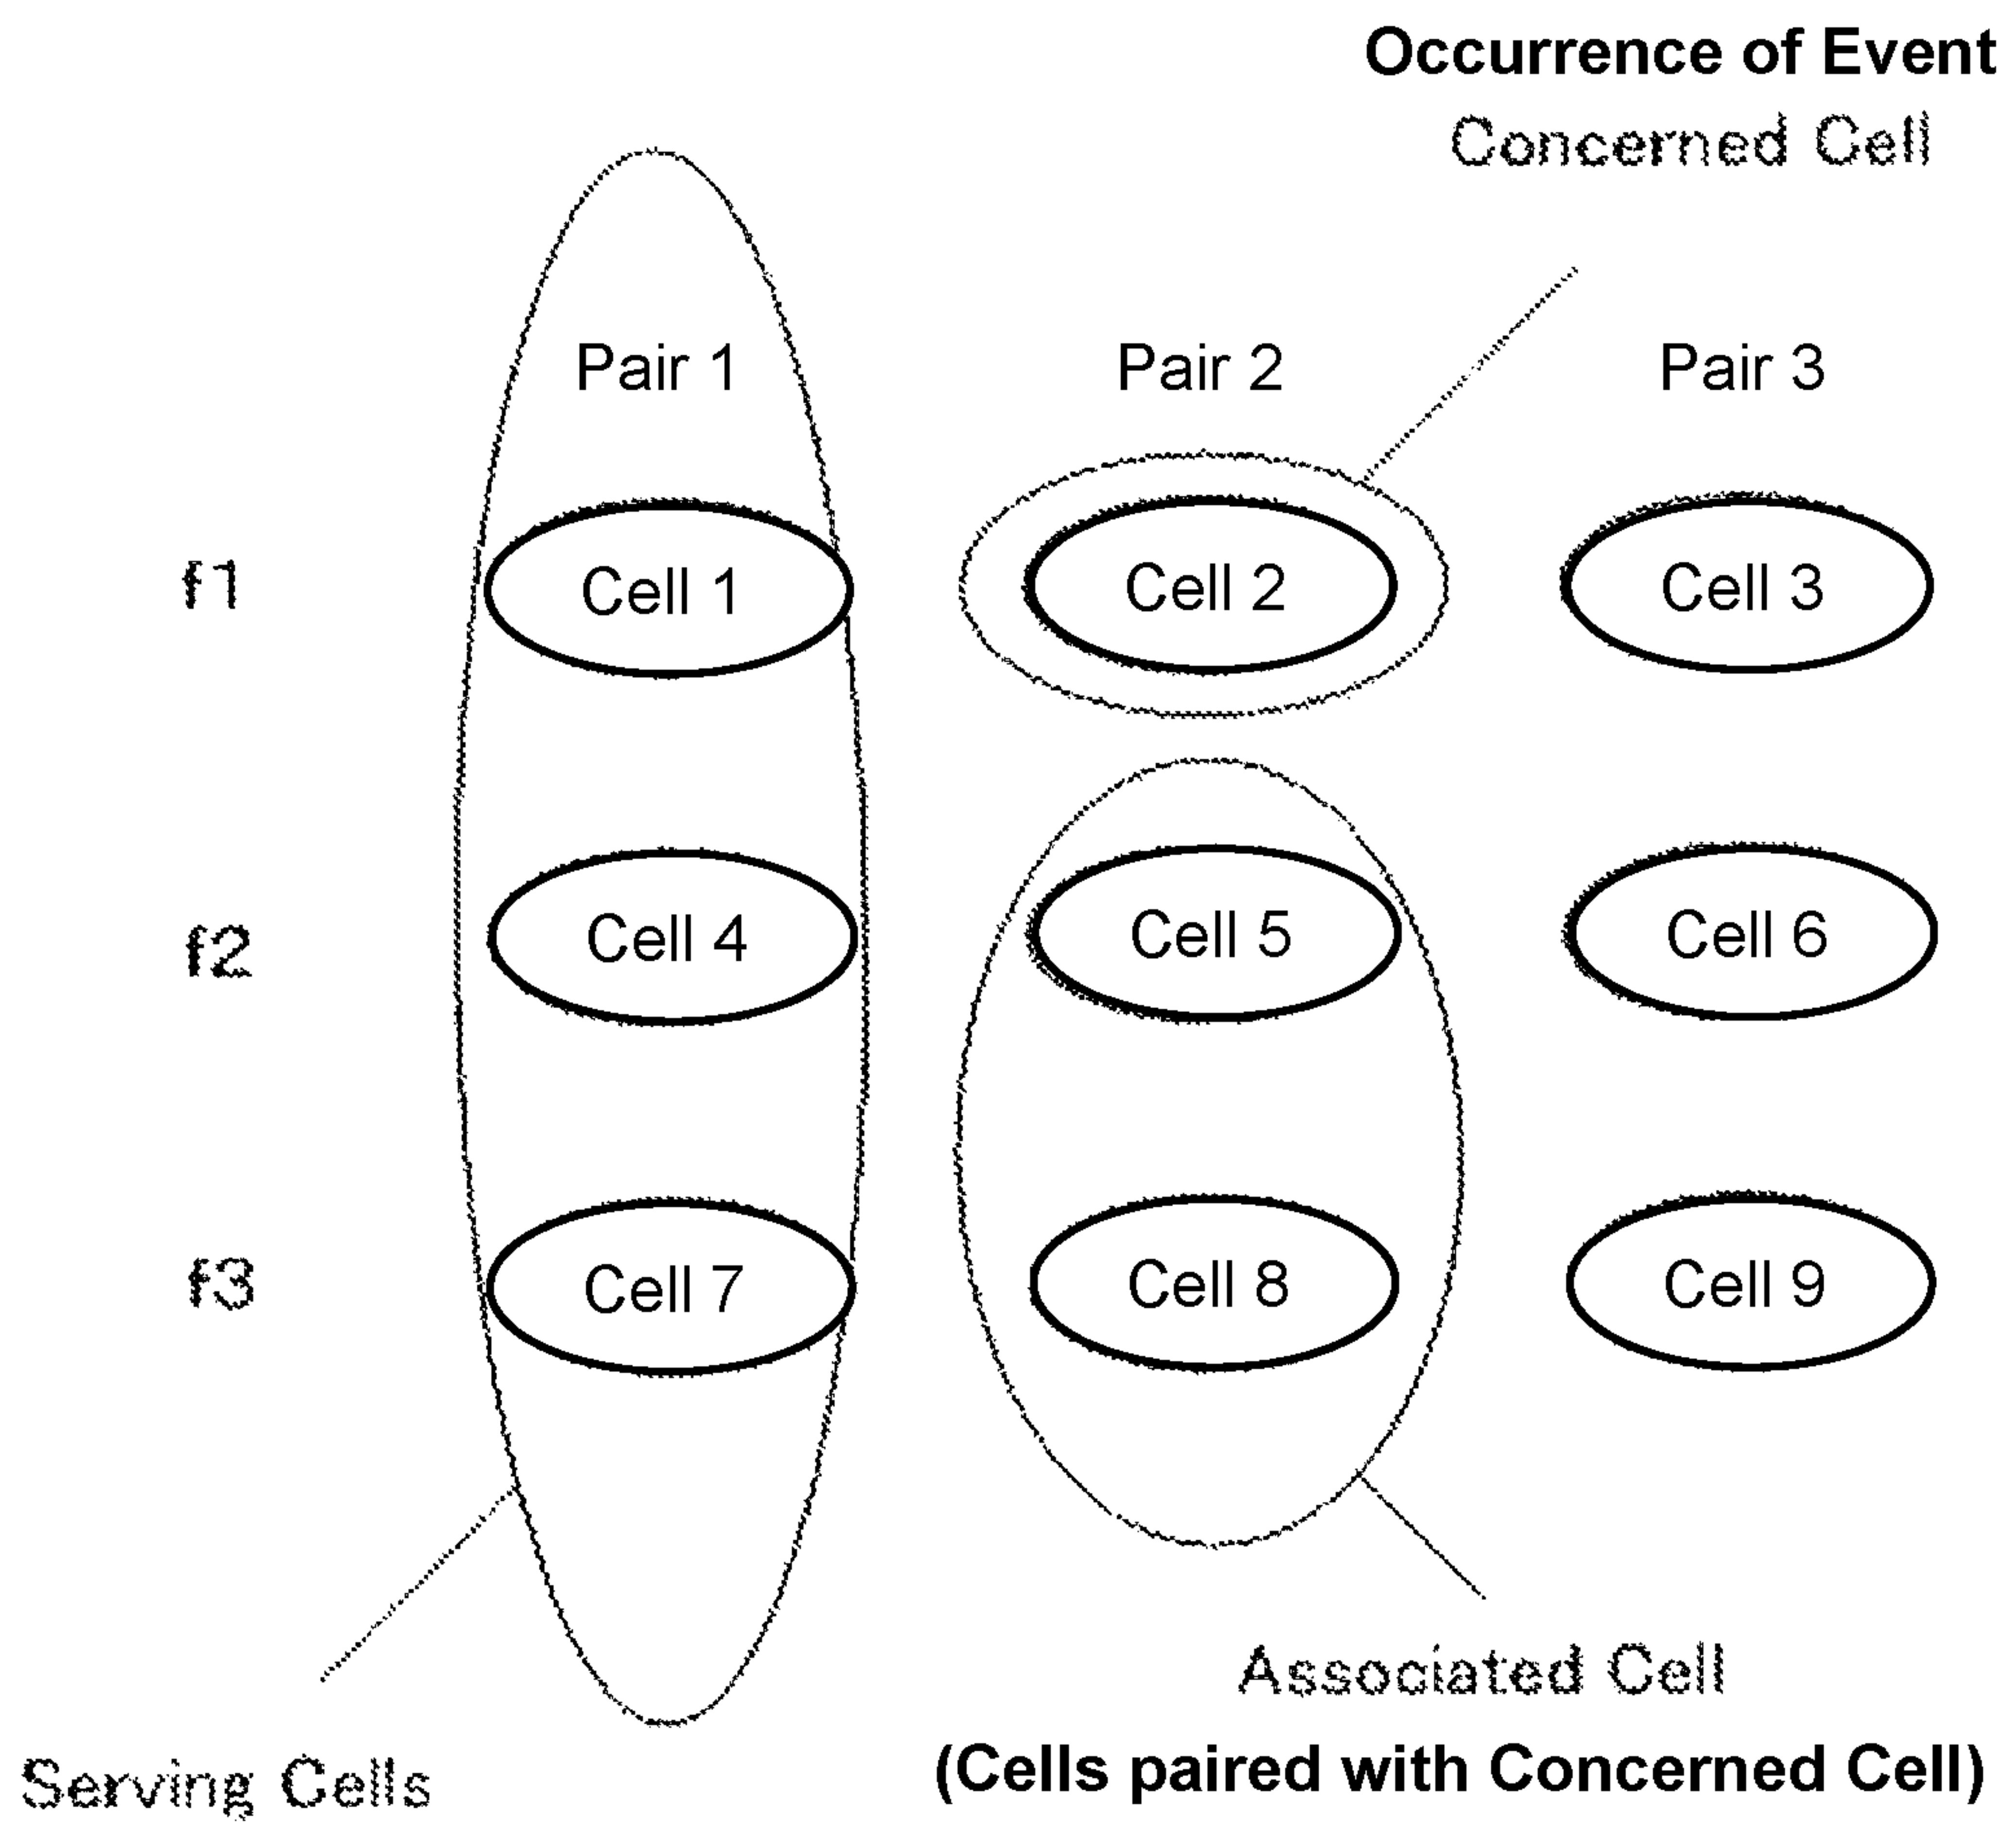 Occurrence of Event
Concerned Cell
Pair 1 Pair 2 Pair 3
f1 Cell 1 Cell 2 Cell 3
f2 Cell 4 Cell 5 Cell 6
f3 Cell 7 Cell 8 Cell 9
Associated Cell
(Cells paired with Concerned Cell)
Serving Cells